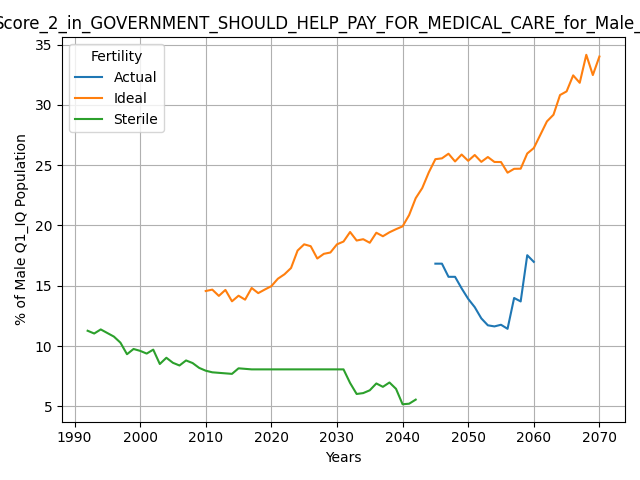 Score_2_in_GOVERNMENT_SHOULD_HELP_PAY_FOR_MEDICAL_CARE_for_Male_
Fertility
Actual
Ideal
Sterile
% of Male Q1_IQ Population
35
30
25
20
15
10
5
1990 2000 2010 2020 2030 2040 2050 2060 2070
Years